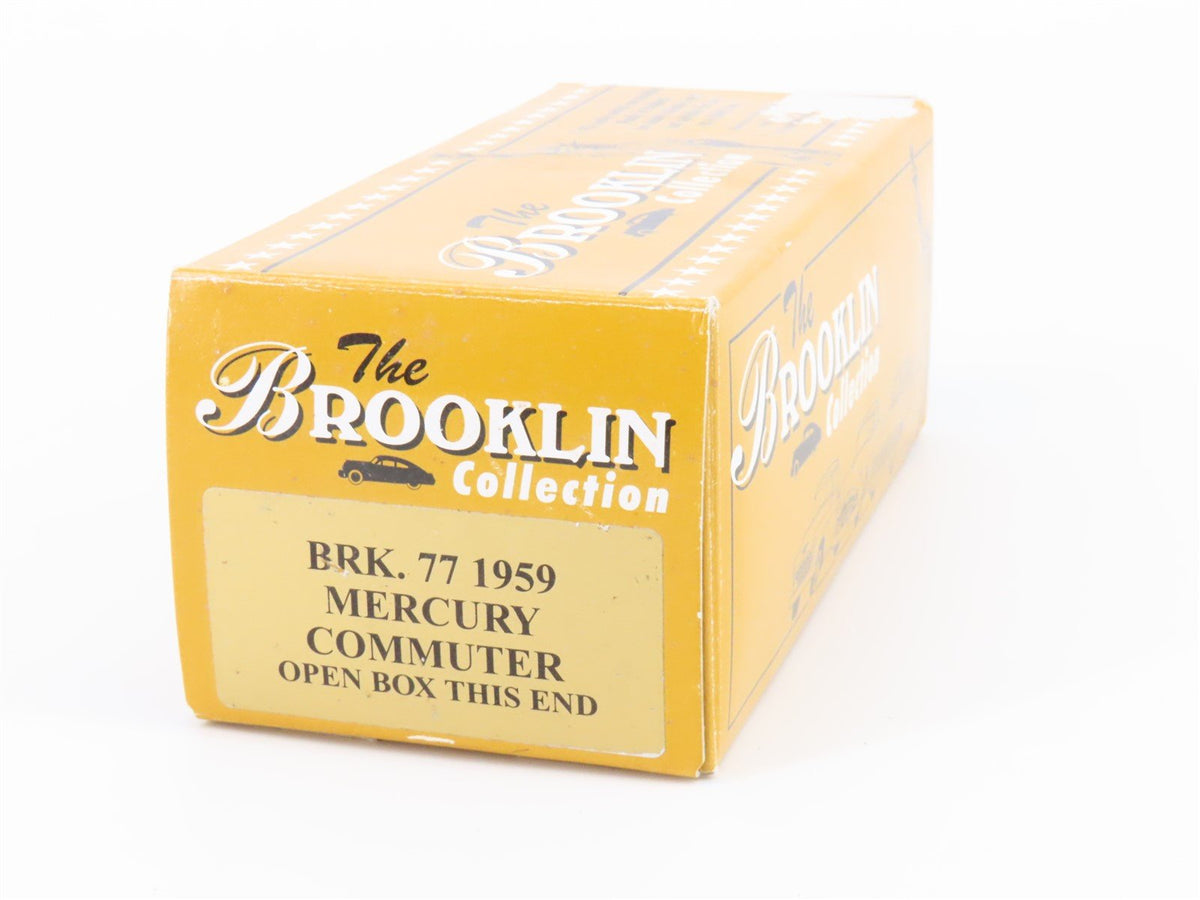 The
BROOKLIN
Collection
The
BROOKLIN
Collection
The
BROOKLIN
Collection
BRK. 77 1959
MERCURY
COMMUTER
OPEN BOX THIS END